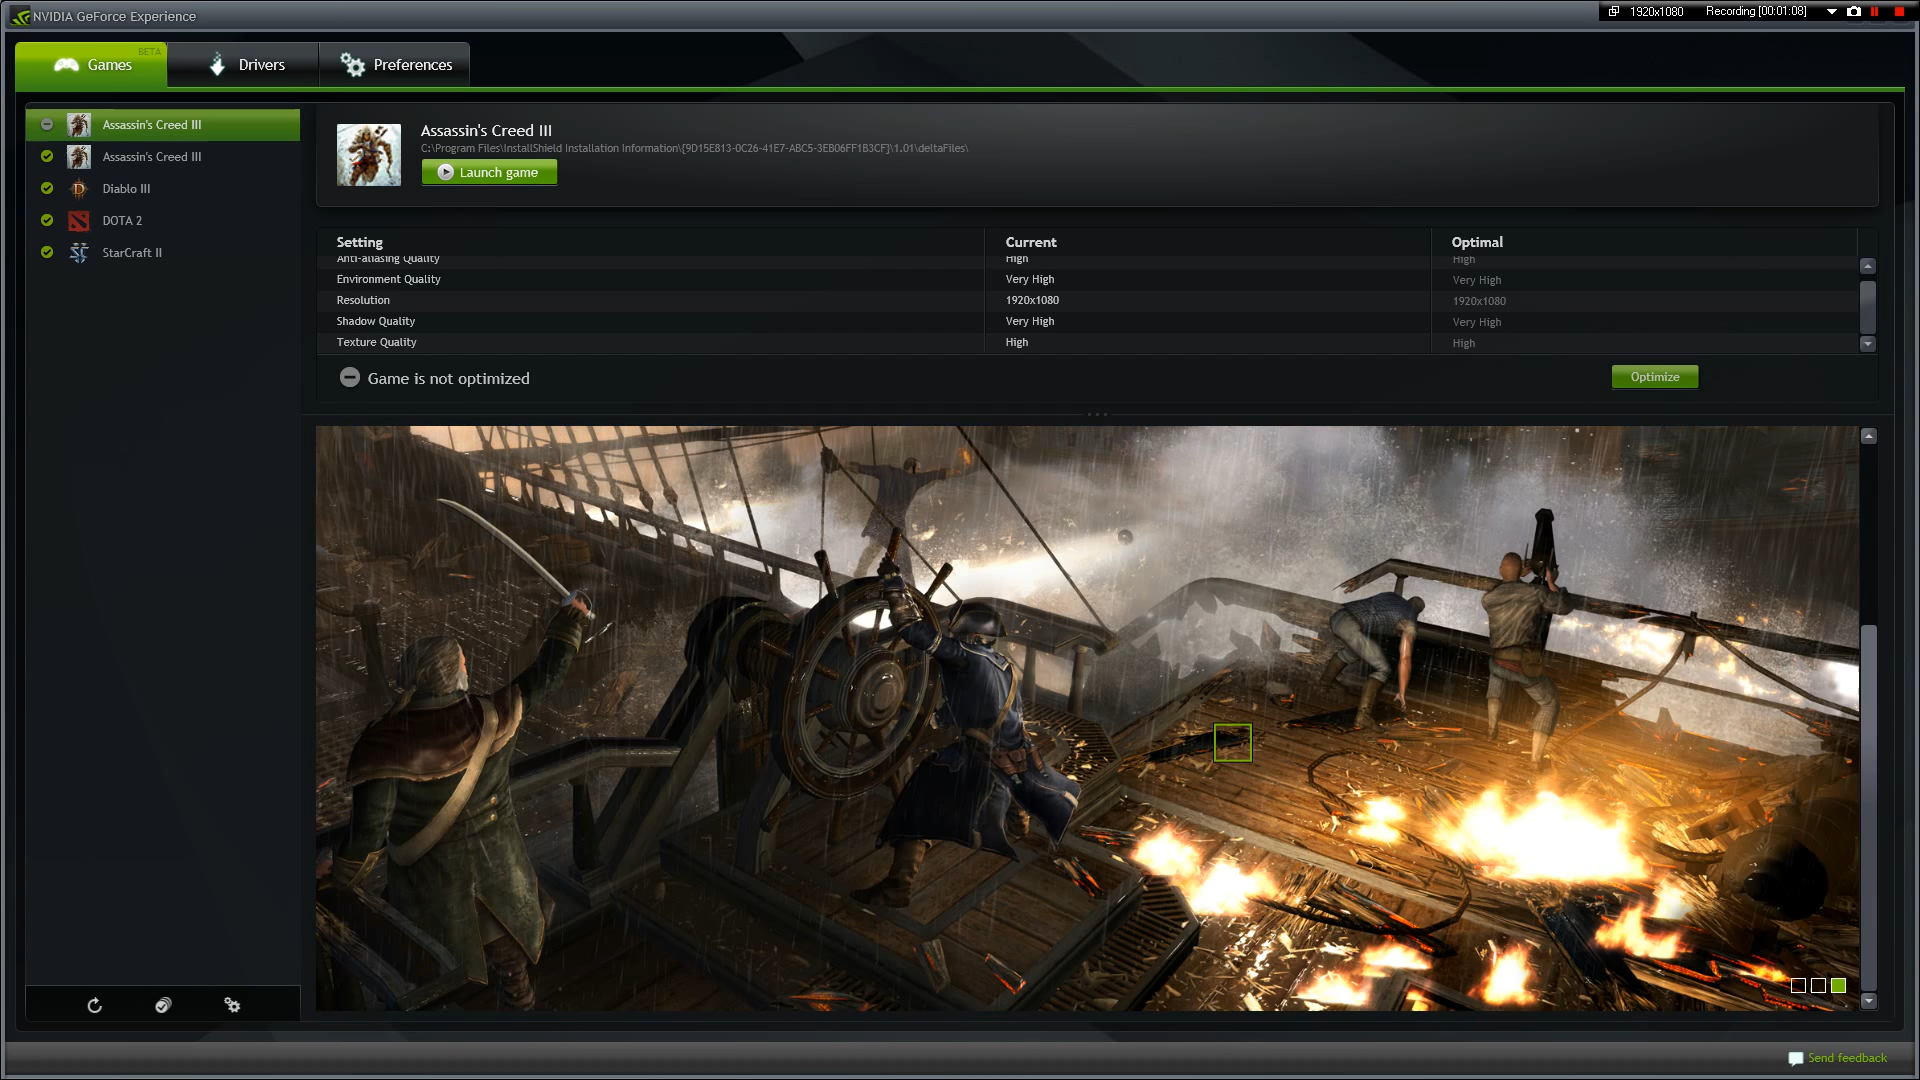 NVIDIA GeForce Experience
1920x1080 Recording [00:01:08]
Games BETA
Drivers
Preferences
Assassin's Creed III
Assassin's Creed III
Diablo III
DOTA 2
StarCraft II
Assassin's Creed III
C:\Program Files\InstallShield Installation Information\{9D15E813-0C26-41E7-ABC5-3EB06FF1B3CF}\1.01\deltaFiles\
Launch game
Setting Current Optimal
Anti-aliasing Quality High High
Environment Quality Very High Very High
Resolution 1920x1080 1920x1080
Shadow Quality Very High Very High
Texture Quality High High
Game is not optimized
Optimize
Send feedback